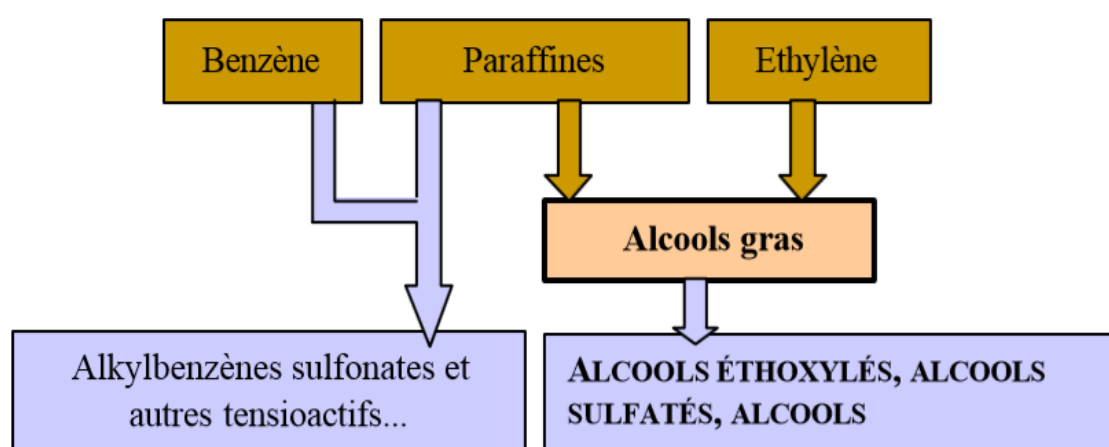 Benzène
Paraffines
Ethylène
Alcools gras
Alkylbenzènes sulfonates et
autres tensioactifs...
ALCOOLS ÉTHOXYLÉS, ALCOOLS
SULFATÉS, ALCOOLS